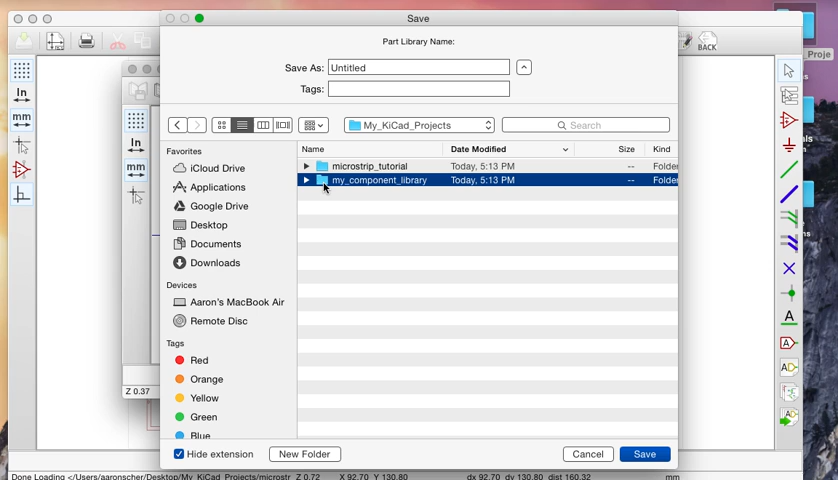 Save
BACK
_Proje
Part Library Name:
Save As: Untitled
Tags:
In
mm
In
mm
My_KiCad_Projects
Search
Favorites
iCloud Drive
Applications
Google Drive
Desktop
Documents
Downloads
Devices
Aaron's MacBook Air
Remote Disc
Tags
Red
Orange
Yellow
Green
Blue
Name Date Modified Size Kind
microstrip_tutorial Today, 5:13 PM -- Folder
my_component_library Today, 5:13 PM -- Folder
A
A
AD
Hide extension New Folder Cancel Save
Z 0.37
Done Loading </Users/aaronscher/Desktop/My_KiCad_Projects/microstr Z 0.72 X 92.70 Y 130.80 dx 92.70 dy 130.80 dist 160.32 mm